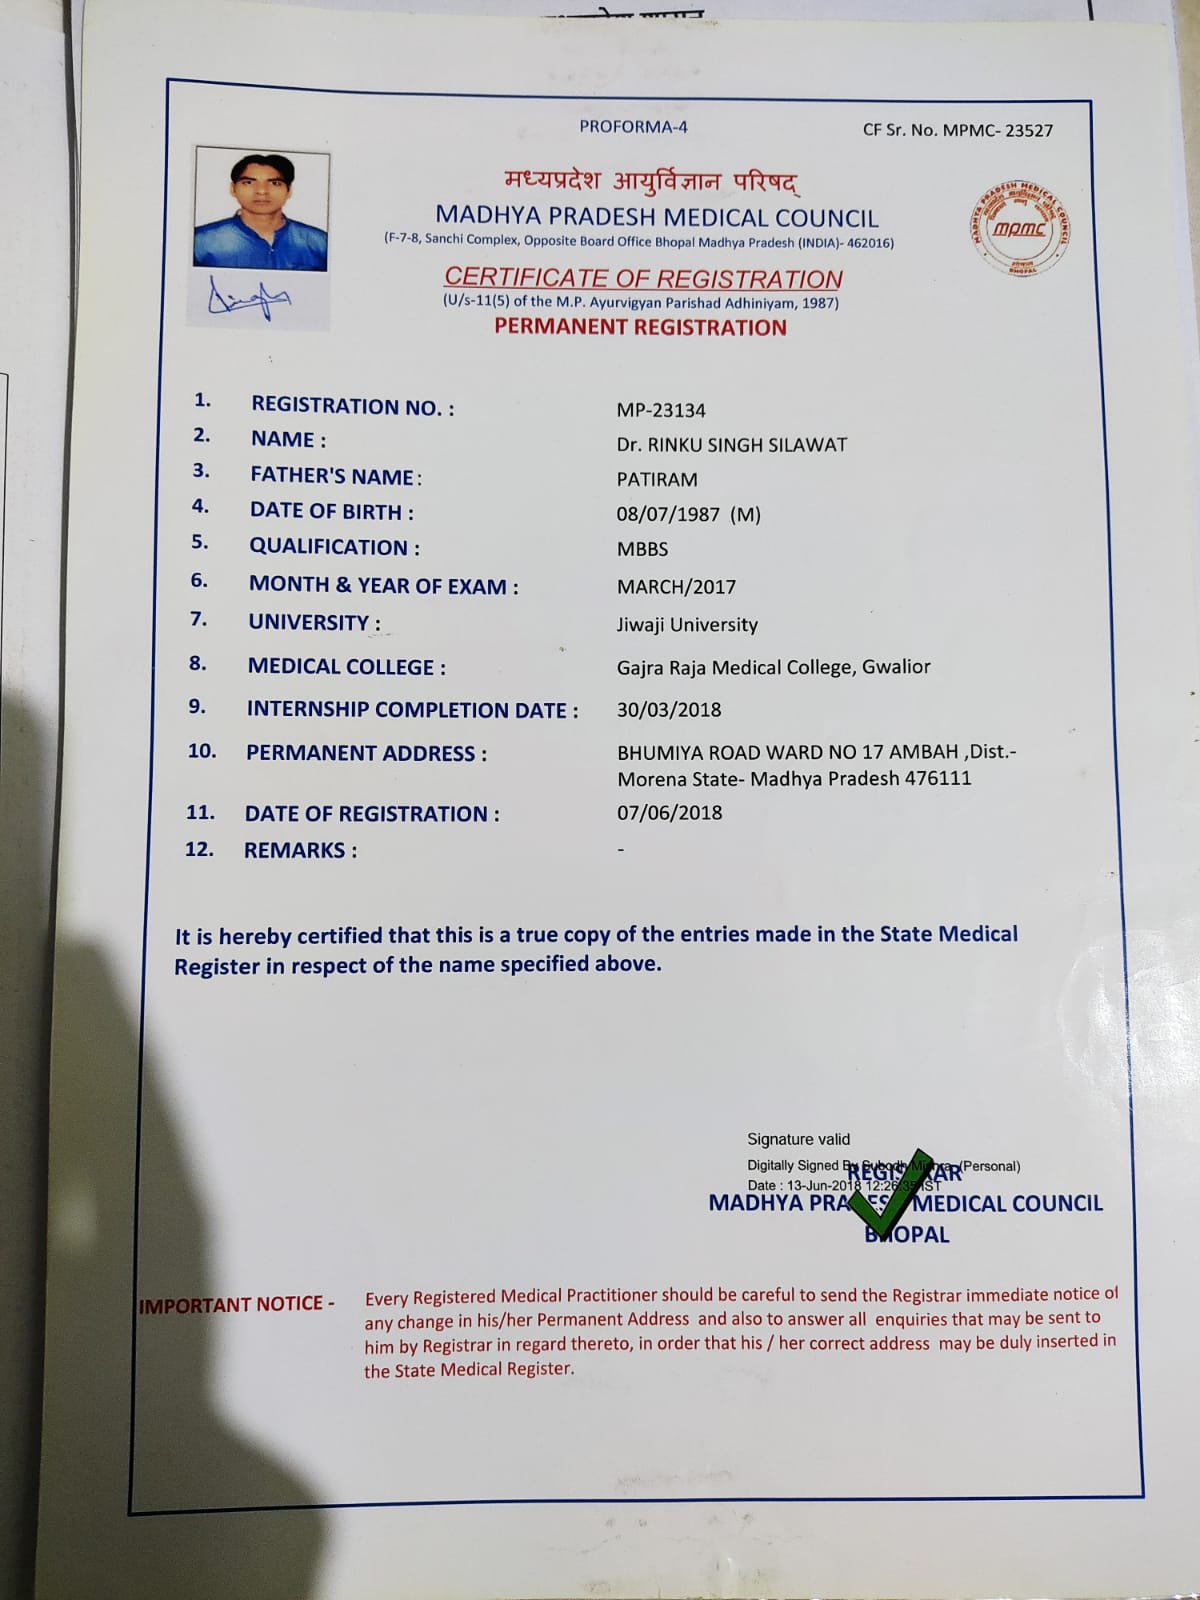 PROFORMA-4
CF Sr. No. MPMC- 23527
मध्यप्रदेश आयुर्विज्ञान परिषद्
MADHYA PRADESH MEDICAL COUNCIL
(F-7-8, Sanchi Complex, Opposite Board Office Bhopal Madhya Pradesh (INDIA)- 462016)
MADHYA PRADESH MEDICAL COUNCIL
mpmc
BHOPAL
CERTIFICATE OF REGISTRATION
(U/s-11(5) of the M.P. Ayurvigyan Parishad Adhiniyam, 1987)
PERMANENT REGISTRATION
1. REGISTRATION NO. : MP-23134
2. NAME : Dr. RINKU SINGH SILAWAT
3. FATHER'S NAME : PATIRAM
4. DATE OF BIRTH : 08/07/1987 (M)
5. QUALIFICATION : MBBS
6. MONTH & YEAR OF EXAM : MARCH/2017
7. UNIVERSITY : Jiwaji University
8. MEDICAL COLLEGE : Gajra Raja Medical College, Gwalior
9. INTERNSHIP COMPLETION DATE : 30/03/2018
10. PERMANENT ADDRESS : BHUMIYA ROAD WARD NO 17 AMBAH ,Dist.-
Morena State- Madhya Pradesh 476111
11. DATE OF REGISTRATION : 07/06/2018
12. REMARKS : -
It is hereby certified that this is a true copy of the entries made in the State Medical
Register in respect of the name specified above.
Signature valid
Digitally Signed By Subodh Mishra (Personal)
REGISTRAR
Date : 13-Jun-2018 12:26:35 IST
MADHYA PRADESH MEDICAL COUNCIL
BHOPAL
IMPORTANT NOTICE - Every Registered Medical Practitioner should be careful to send the Registrar immediate notice of
any change in his/her Permanent Address and also to answer all enquiries that may be sent to
him by Registrar in regard thereto, in order that his / her correct address may be duly inserted in
the State Medical Register.